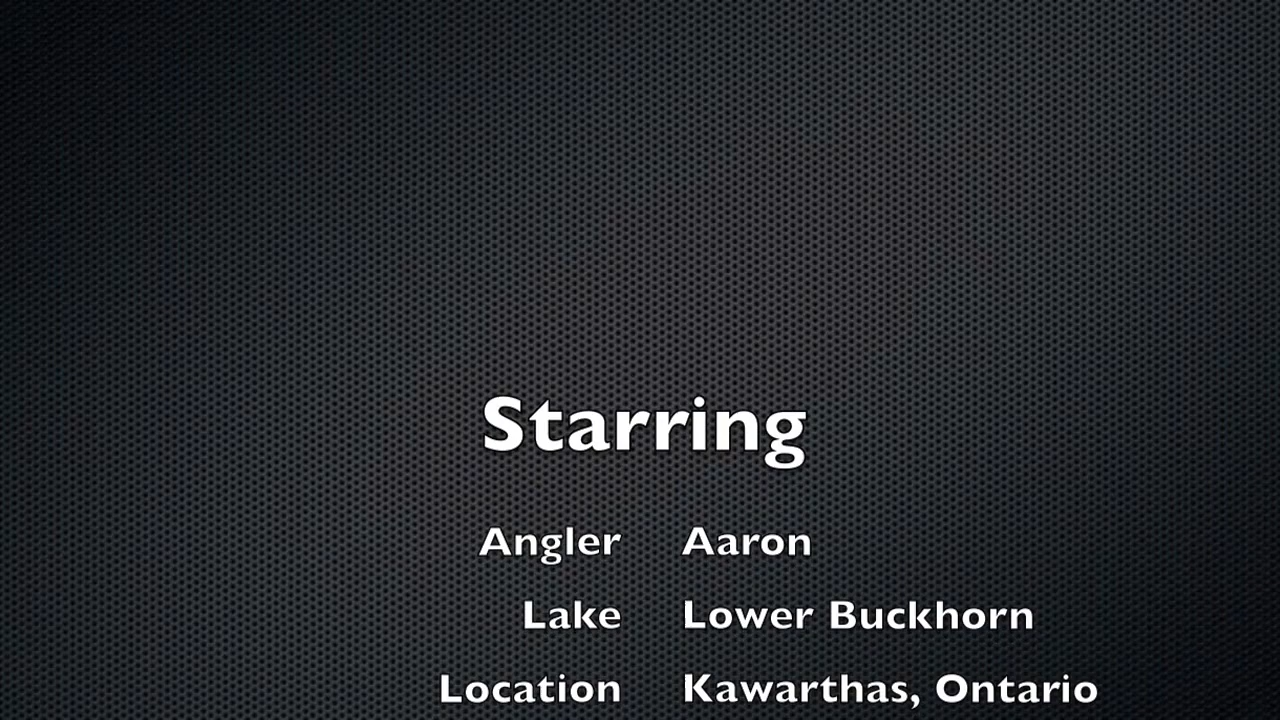 Starring
Angler Aaron
Lake Lower Buckhorn
Location Kawarthas, Ontario